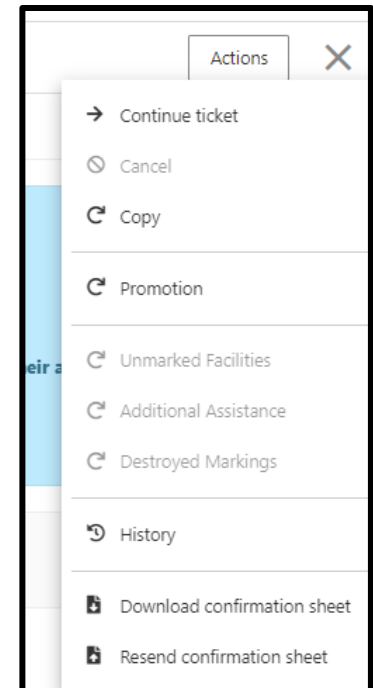 Actions
Continue ticket
Cancel
Copy
Promotion
eir a
Unmarked Facilities
Additional Assistance
Destroyed Markings
History
Download confirmation sheet
Resend confirmation sheet